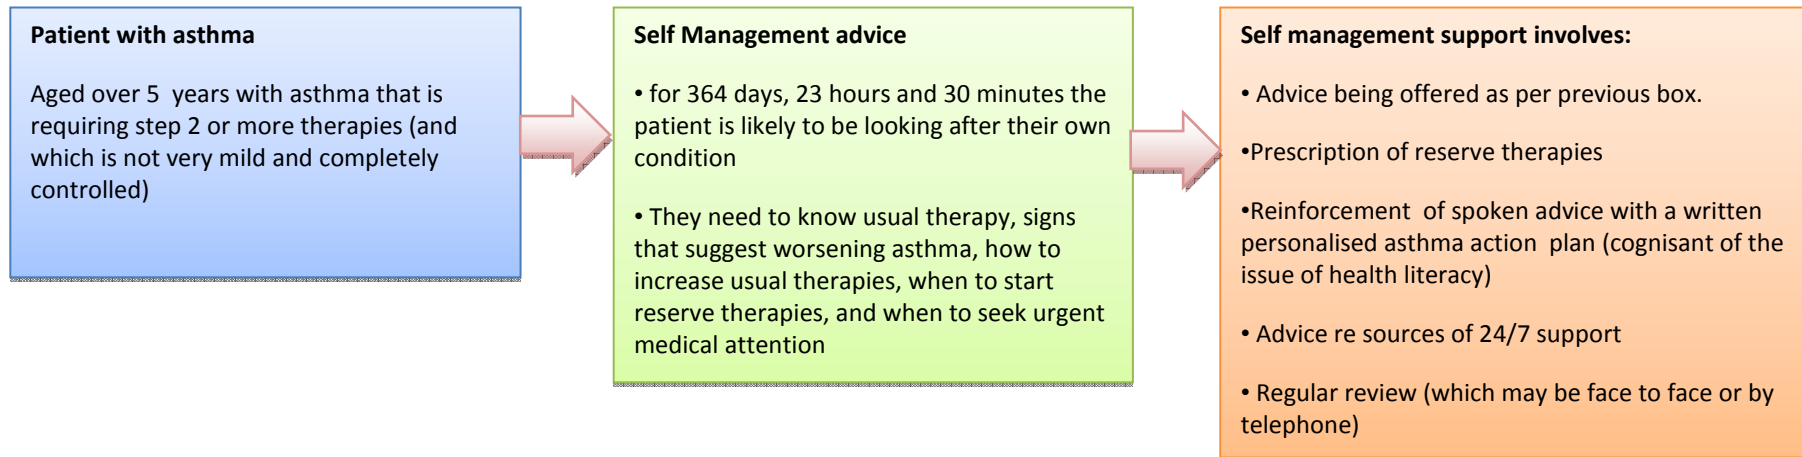 Patient with asthma
Aged over 5 years with asthma that is
requiring step 2 or more therapies (and
which is not very mild and completely
controlled)
Self Management advice
• for 364 days, 23 hours and 30 minutes the
patient is likely to be looking after their own
condition
• They need to know usual therapy, signs
that suggest worsening asthma, how to
increase usual therapies, when to start
reserve therapies, and when to seek urgent
medical attention
Self management support involves:
• Advice being offered as per previous box.
•Prescription of reserve therapies
•Reinforcement of spoken advice with a written
personalised asthma action plan (cognisant of the
issue of health literacy)
• Advice re sources of 24/7 support
• Regular review (which may be face to face or by
telephone)